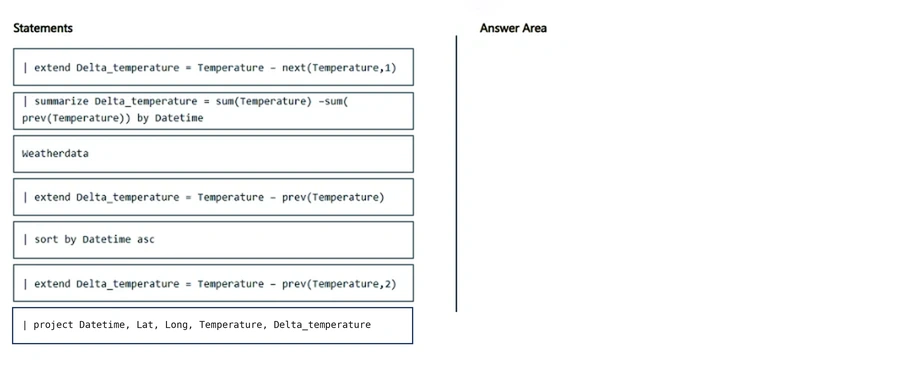 Statements
Answer Area
| extend Delta_temperature = Temperature - next(Temperature,1)
| summarize Delta_temperature = sum(Temperature) -sum(
prev(Temperature)) by Datetime
Weatherdata
| extend Delta_temperature = Temperature - prev(Temperature)
| sort by Datetime asc
| extend Delta_temperature = Temperature - prev(Temperature,2)
| project Datetime, Lat, Long, Temperature, Delta_temperature